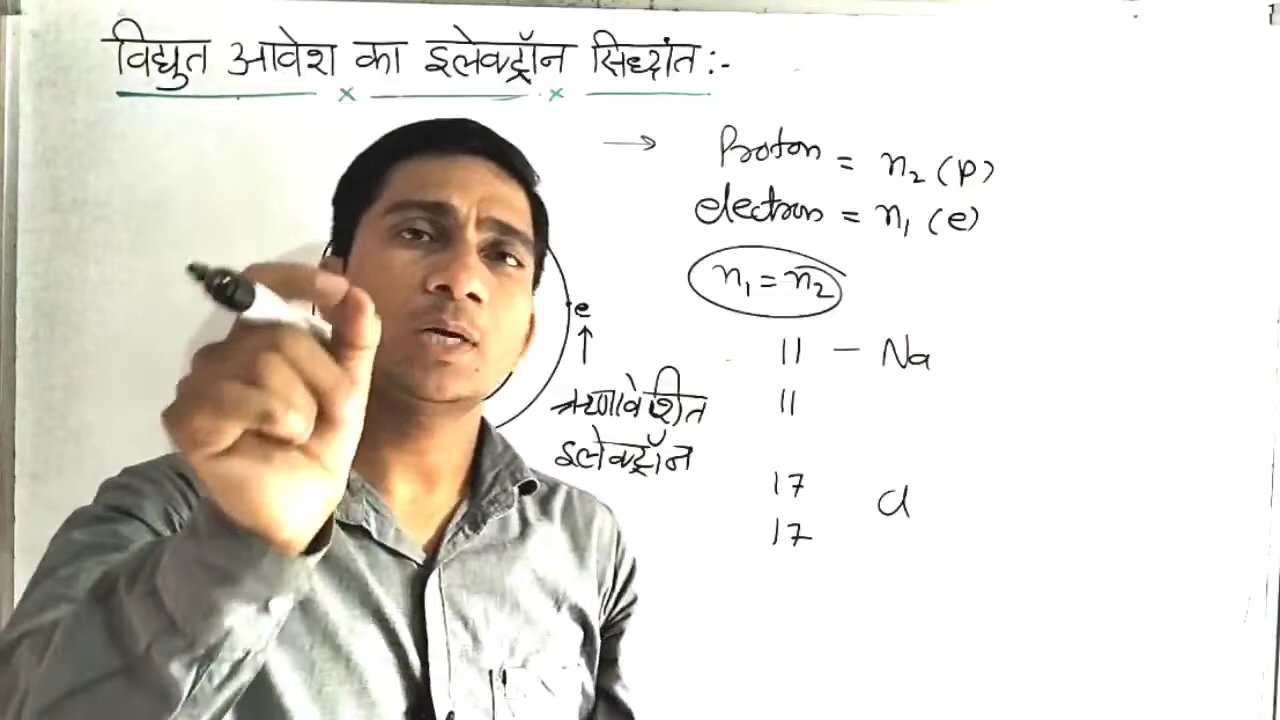 विद्युत आवेश का इलेक्ट्रॉन सिध्दांत :-
→ Proton = n₂ (p)
electron = n₁ (e)
n₁ = n₂
e
↑
ऋणावेशीत
इलेक्ट्रॉन
11 – Na
11
17 Cl
17